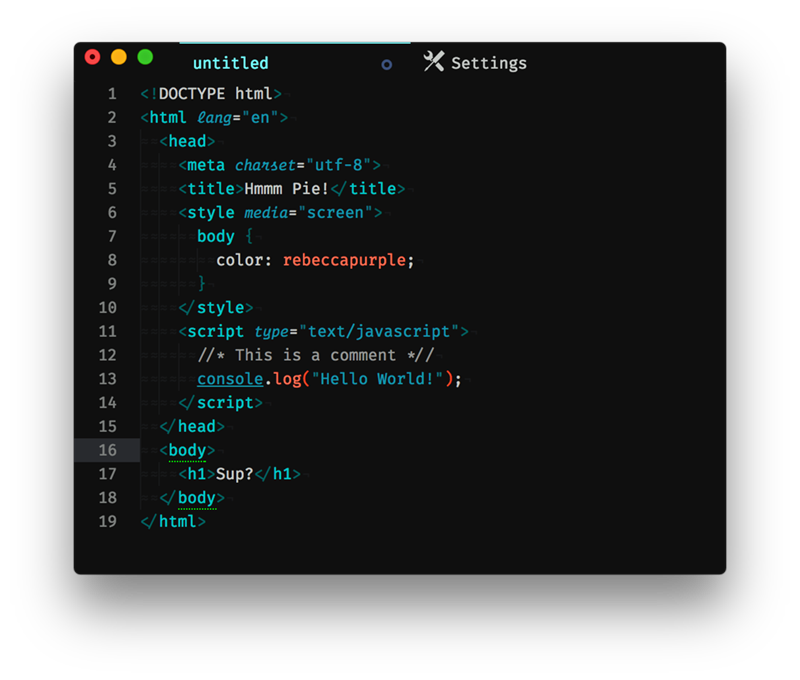 untitled Settings
1 <!DOCTYPE html>
2 <html lang="en">
3 <head>
4 <meta charset="utf-8">
5 <title>Hmmm Pie!</title>
6 <style media="screen">
7 body {
8 color: rebeccapurple;
9 }
10 </style>
11 <script type="text/javascript">
12 //* This is a comment *//
13 console.log("Hello World!");
14 </script>
15 </head>
16 <body>
17 <h1>Sup?</h1>
18 </body>
19 </html>